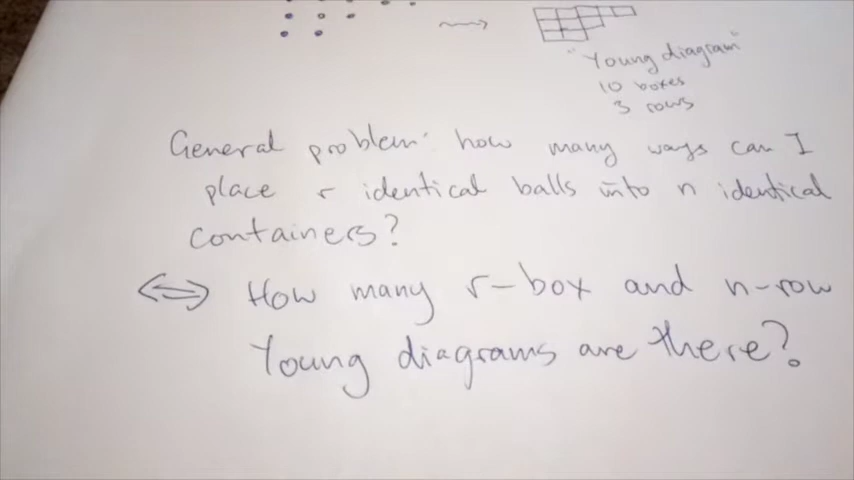 "Young diagram"
10 boxes
3 rows
General problem: how many ways can I
place r identical balls into n identical
containers?
⟺ How many r-box and n-row
Young diagrams are there?